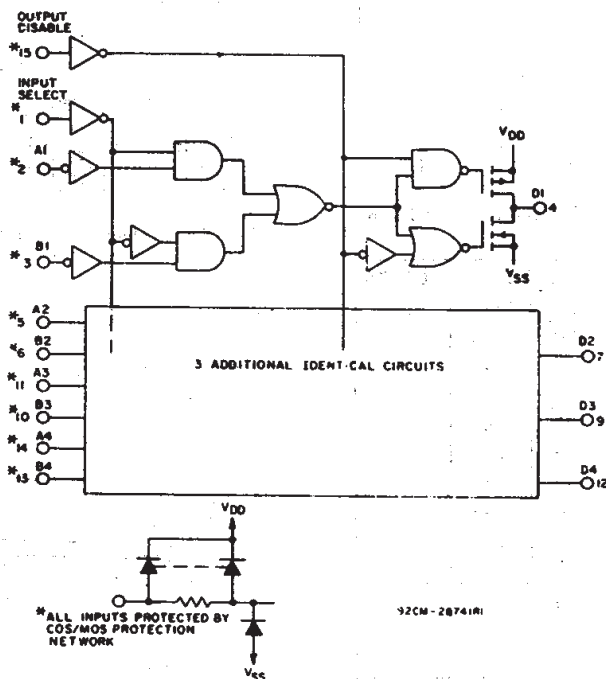 OUTPUT
CISABLE
*15
INPUT
SELECT
*1
A1
*2
B1
*3
VDD
D1
4
VSS
*5 A2
*6 B2
*11 A3
*10 B3
*14 A4
*13 B4
3 ADDITIONAL IDENT·CAL CIRCUITS
D2
7
D3
9
D4
12
VDD
*ALL INPUTS PROTECTED BY
COS/MOS PROTECTION
NETWORK
VSS
92CM-28741R1